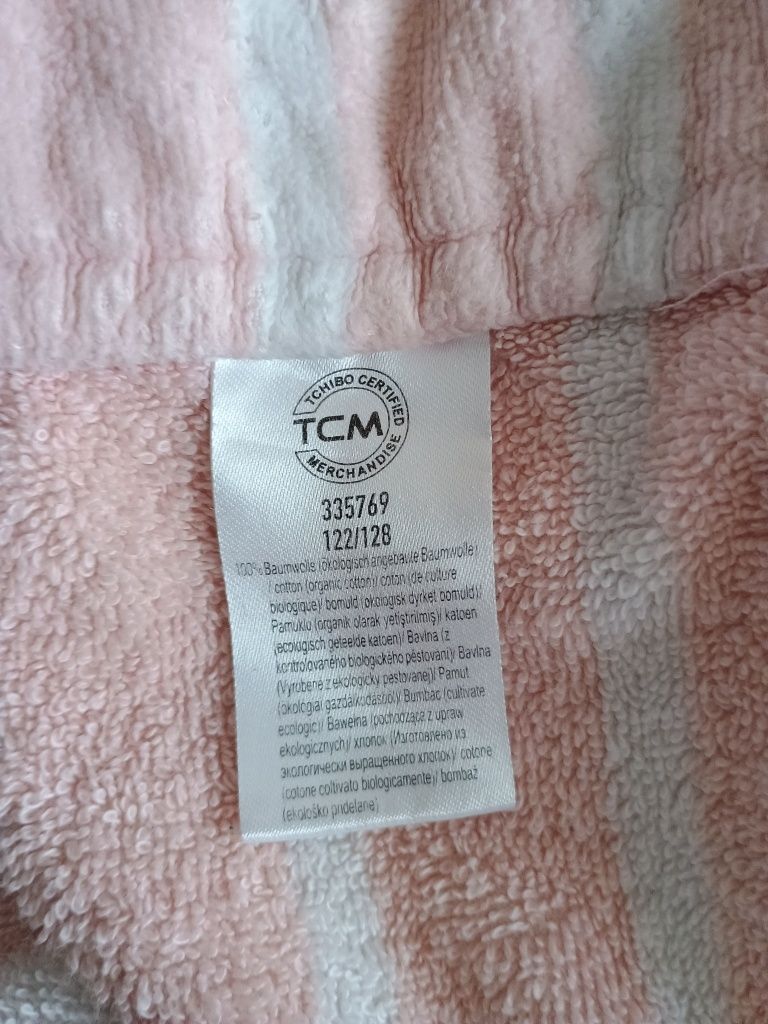 TCHIBO CERTIFIED
TCM
MERCHANDISE
335769
122/128
100% Baumwolle (ökologisch angebaute Baumwolle)
/ cotton (organic cotton)/ coton (de culture
biologique)/ bomuld (økologisk dyrket bomuld)/
Pamuklu (organik olarak yetiştirilmiş)/ katoen
(ecologisch geteelde katoen)/ Bavlna (z
kontrolovaného biologického pěstování)/ Bavlna
(Vyrobené z ekologicky pestovanej)/ Pamut
(ökológiai gazdálkodásból)/ Bumbac (cultivate
ecologic)/ Bawełna (pochodząca z upraw
ekologicznych)/ хлопок (Изготовлено из
экологически выращенного хлопок)/ cotone
(cotone coltivato biologicamente)/ bombaž
(ekološko pridelane)